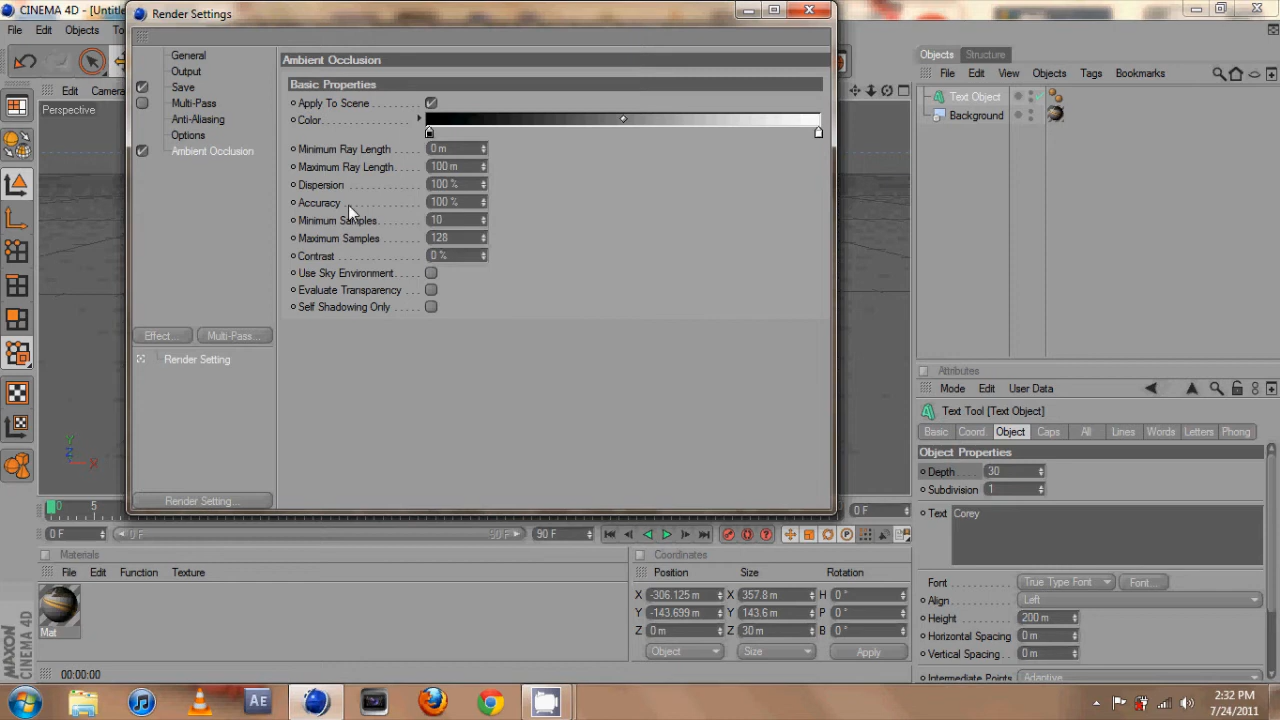 CINEMA 4D - [Untitle
Render Settings
File Edit Objects To
General
Output
Save
Multi-Pass
Anti-Aliasing
Options
Ambient Occlusion
Effect...
Multi-Pass...
Render Setting
Render Setting...
Ambient Occlusion
Basic Properties
Apply To Scene
Color
Minimum Ray Length 0 m
Maximum Ray Length 100 m
Dispersion 100 %
Accuracy 100 %
Minimum Samples 10
Maximum Samples 128
Contrast 0 %
Use Sky Environment
Evaluate Transparency
Self Shadowing Only
Edit Camera
Perspective
Y
Z
X
Objects Structure
File Edit View Objects Tags Bookmarks
Text Object
Background
Attributes
Mode Edit User Data
Text Tool [Text Object]
Basic Coord. Object Caps All Lines Words Letters Phong
Object Properties
Depth 30
Subdivision 1
Text Corey
Font True Type Font Font...
Align Left
Height 200 m
Horizontal Spacing 0 m
Vertical Spacing 0 m
Intermediate Points Adaptive
0 5
0 F
0 F 0 F 90 F 90 F
Materials
File Edit Function Texture
Mat
Coordinates
Position Size Rotation
X -306.125 m X 357.8 m H 0 °
Y -143.699 m Y 143.6 m P 0 °
Z 0 m Z 30 m B 0 °
Object Size Apply
MAXON
CINEMA 4D
00:00:00
Ae
2:32 PM
7/24/2011